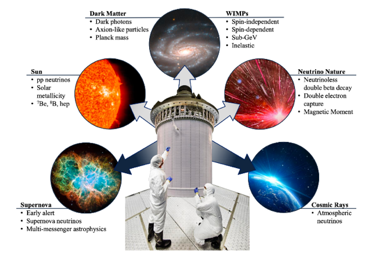 Dark Matter
• Dark photons
• Axion-like particles
• Planck mass
WIMPs
• Spin-independent
• Spin-dependent
• Sub-GeV
• Inelastic
Sun
• pp neutrinos
• Solar
metallicity
• ⁷Be, ⁸B, hep
Neutrino Nature
• Neutrinoless
double beta decay
• Double electron
capture
• Magnetic Moment
Supernova
• Early alert
• Supernova neutrinos
• Multi-messenger astrophysics
Cosmic Rays
• Atmospheric
neutrinos